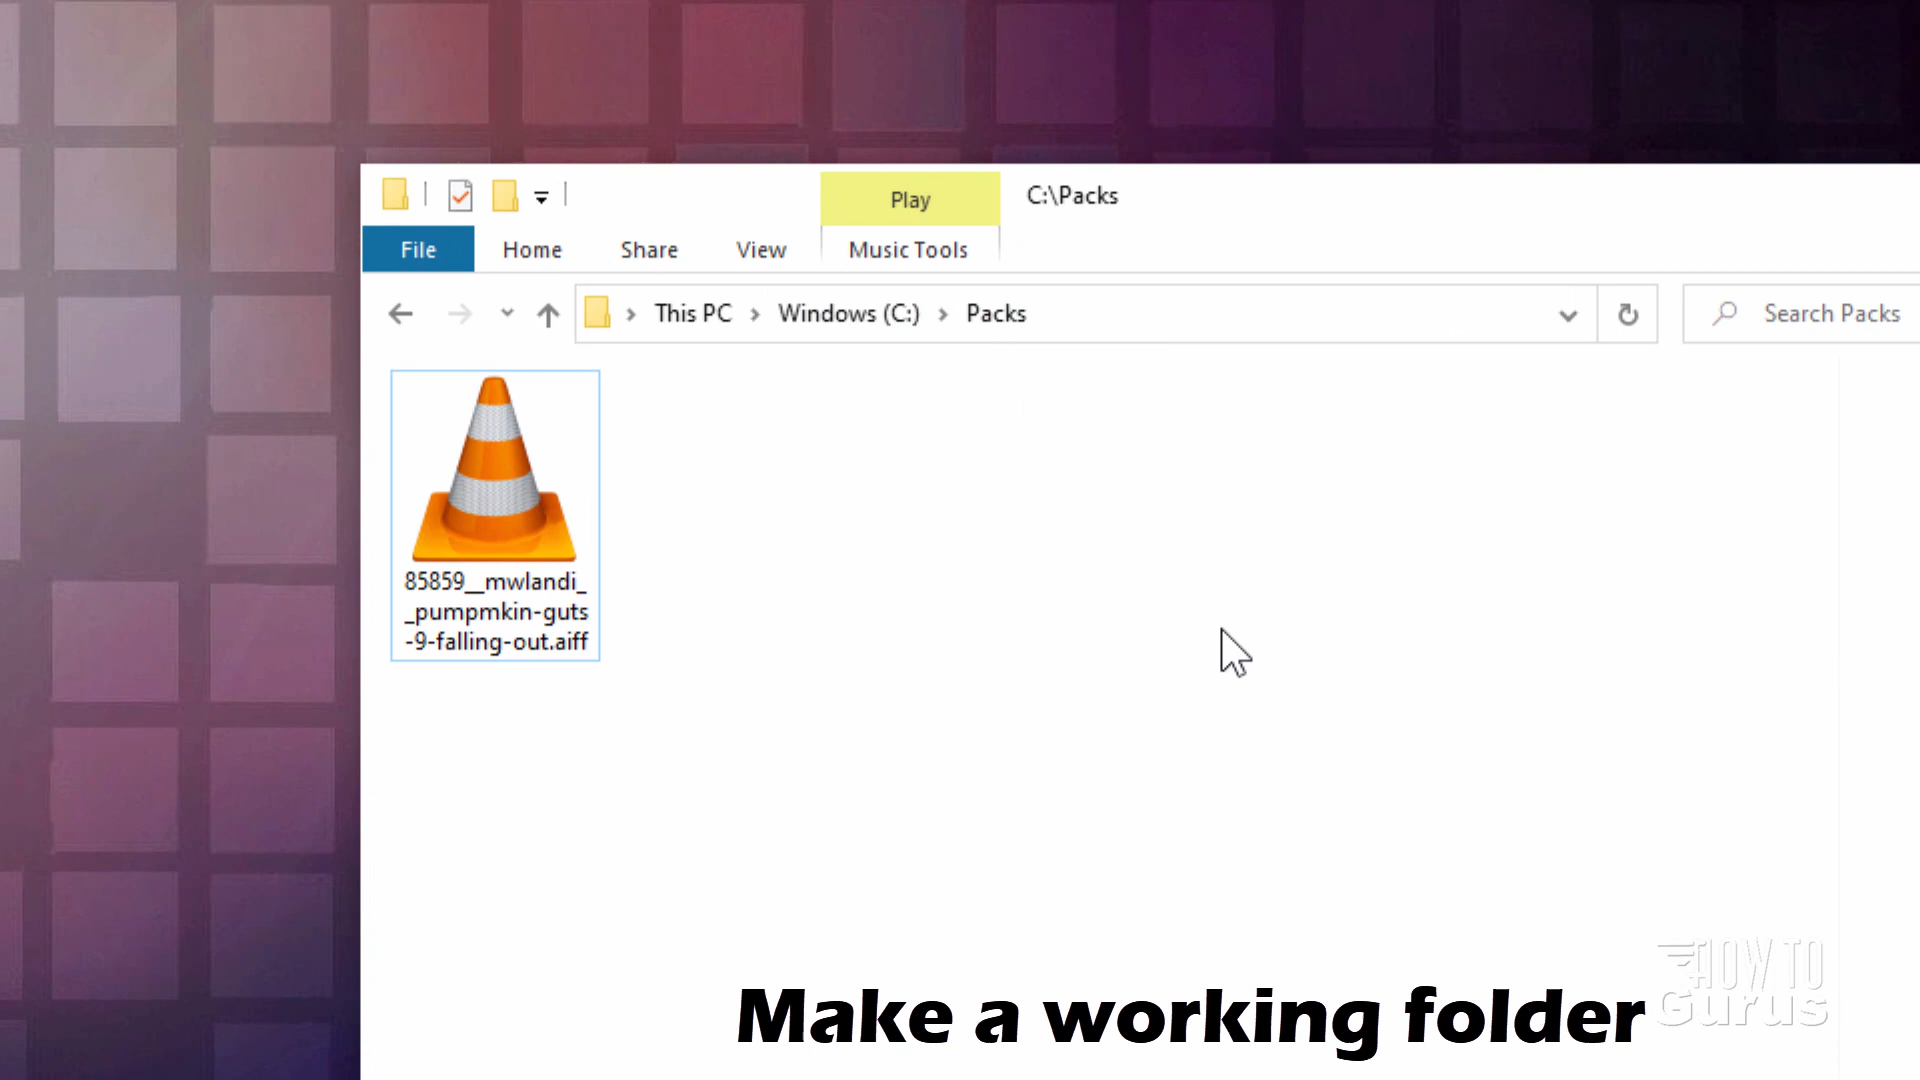 Play
C:\Packs
File
Home
Share
View
Music Tools
This PC
Windows (C:)
Packs
Search Packs
85859__mwlandi_
_pumpmkin-guts
-9-falling-out.aiff
Make a working folder
HOW TO
Gurus